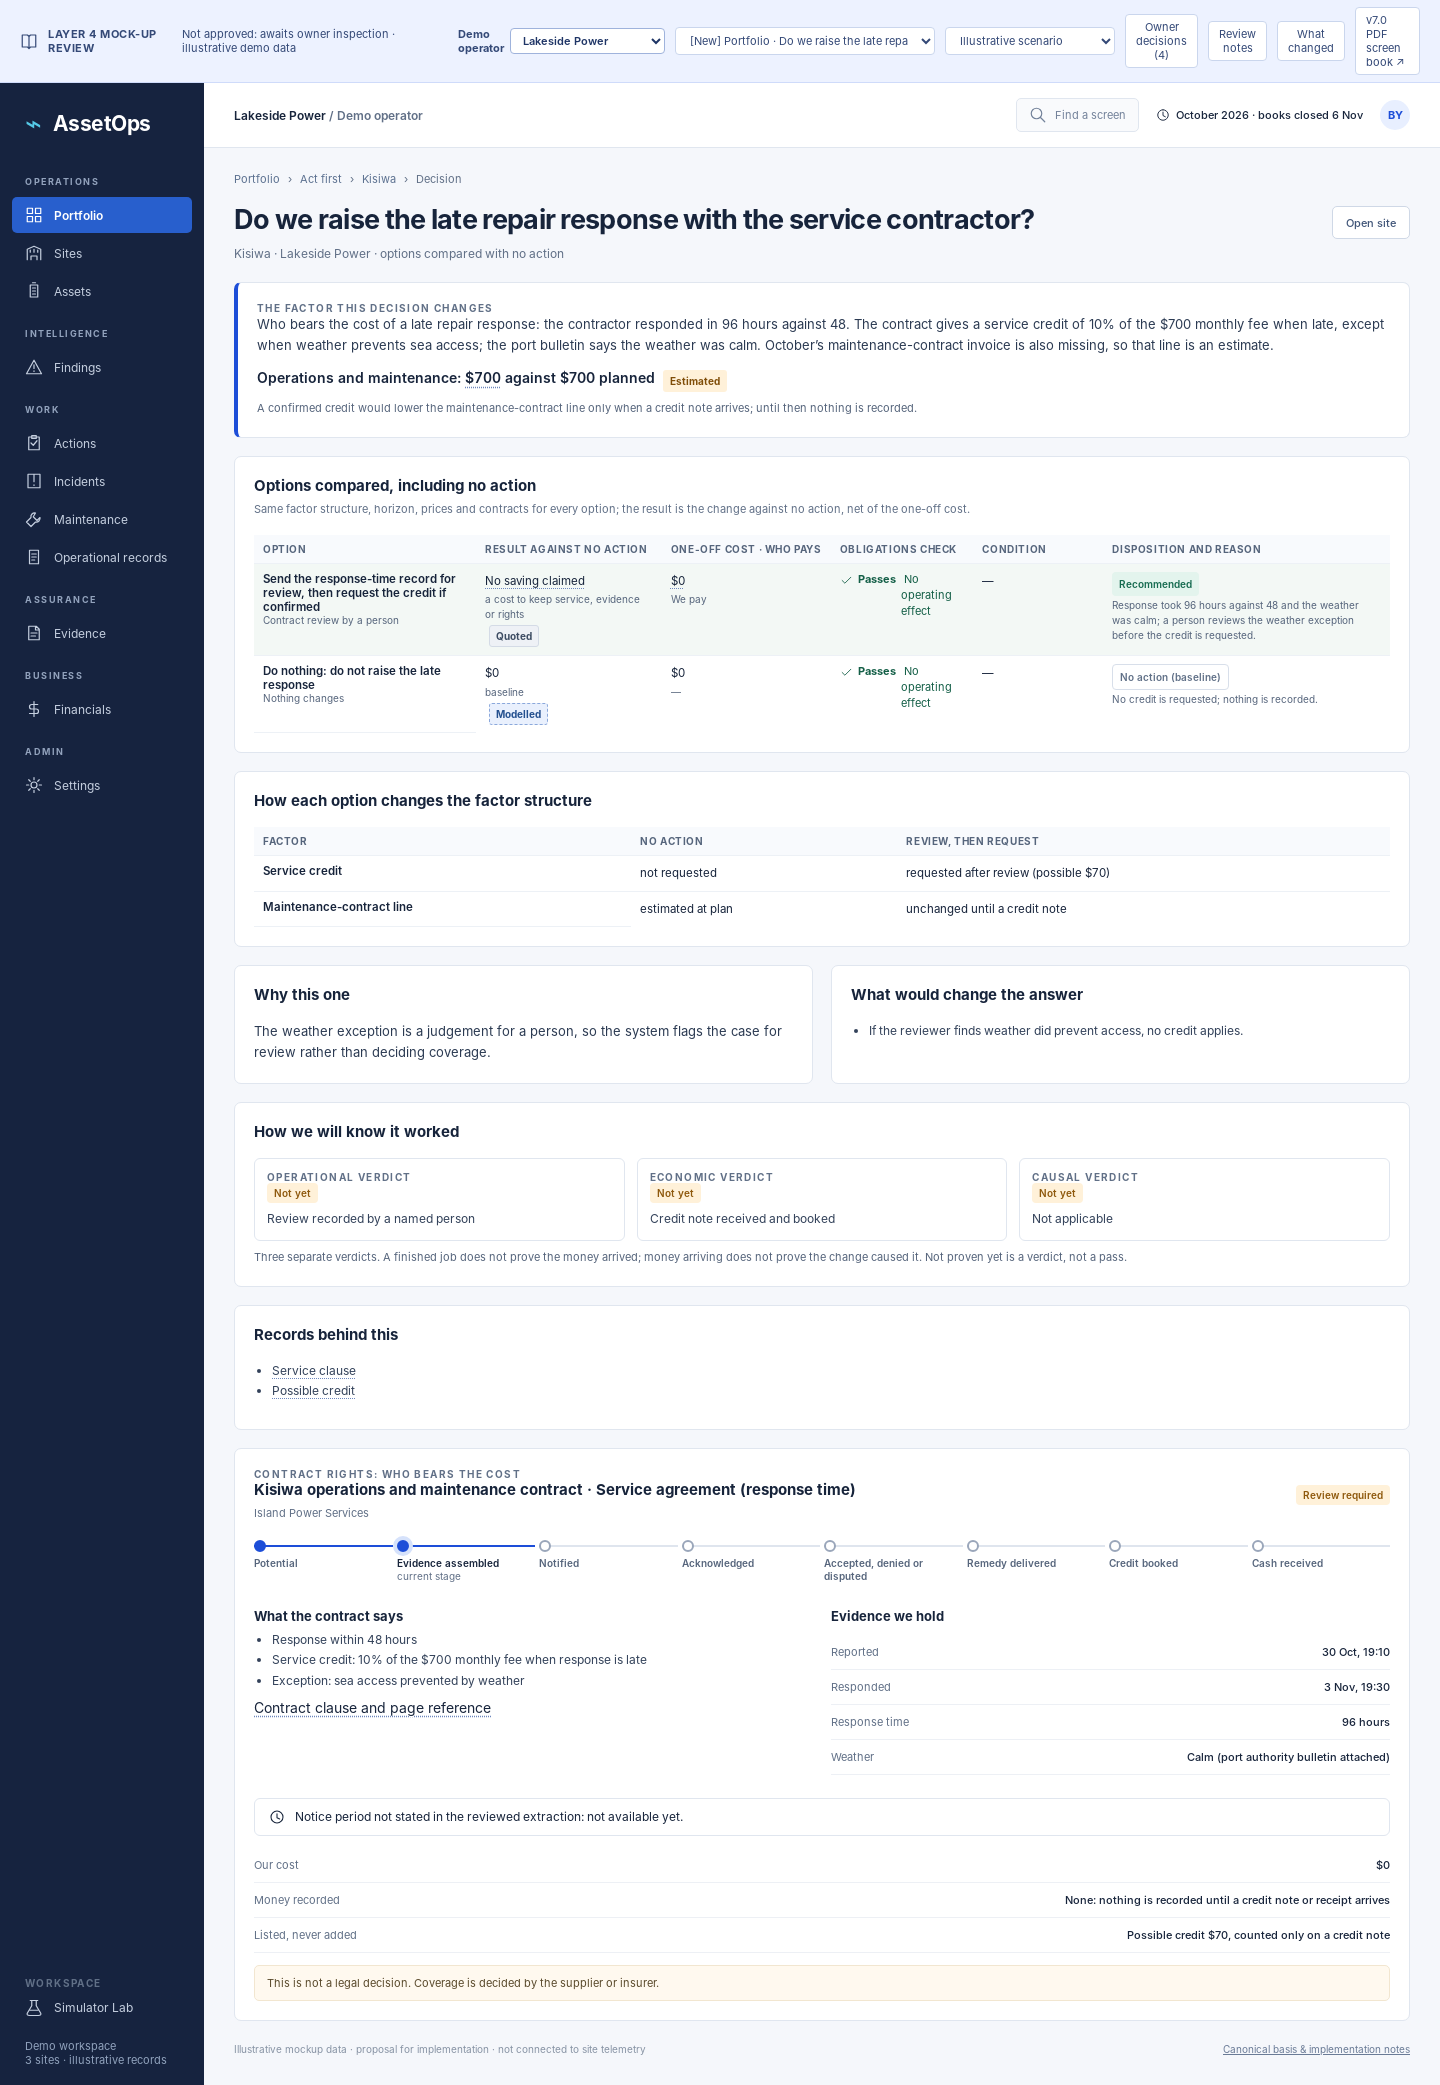 LAYER 4 MOCK-UP
REVIEW
Not approved: awaits owner inspection ·
illustrative demo data
Demo
operator
Lakeside Power
[New] Portfolio · Do we raise the late repa
Illustrative scenario
Owner
decisions
(4)
Review
notes
What
changed
v7.0
PDF
screen
book ↗
AssetOps
OPERATIONS
Portfolio
Sites
Assets
INTELLIGENCE
Findings
WORK
Actions
Incidents
Maintenance
Operational records
ASSURANCE
Evidence
BUSINESS
Financials
ADMIN
Settings
WORKSPACE
Simulator Lab
Demo workspace
3 sites · illustrative records
Lakeside Power / Demo operator
Find a screen
October 2026 · books closed 6 Nov
BY
Portfolio › Act first › Kisiwa › Decision
Do we raise the late repair response with the service contractor?
Open site
Kisiwa · Lakeside Power · options compared with no action
THE FACTOR THIS DECISION CHANGES
Who bears the cost of a late repair response: the contractor responded in 96 hours against 48. The contract gives a service credit of 10% of the $700 monthly fee when late, except
when weather prevents sea access; the port bulletin says the weather was calm. October’s maintenance-contract invoice is also missing, so that line is an estimate.
Operations and maintenance: $700 against $700 planned Estimated
A confirmed credit would lower the maintenance-contract line only when a credit note arrives; until then nothing is recorded.
Options compared, including no action
Same factor structure, horizon, prices and contracts for every option; the result is the change against no action, net of the one-off cost.
OPTION RESULT AGAINST NO ACTION ONE-OFF COST · WHO PAYS OBLIGATIONS CHECK CONDITION DISPOSITION AND REASON
Send the response-time record for
review, then request the credit if
confirmed
Contract review by a person
No saving claimed
a cost to keep service, evidence
or rights
Quoted
$0
We pay
Passes No
operating
effect
—
Recommended
Response took 96 hours against 48 and the weather
was calm; a person reviews the weather exception
before the credit is requested.
Do nothing: do not raise the late
response
Nothing changes
$0
baseline
Modelled
$0
—
Passes No
operating
effect
—
No action (baseline)
No credit is requested; nothing is recorded.
How each option changes the factor structure
FACTOR NO ACTION REVIEW, THEN REQUEST
Service credit not requested requested after review (possible $70)
Maintenance-contract line estimated at plan unchanged until a credit note
Why this one
The weather exception is a judgement for a person, so the system flags the case for
review rather than deciding coverage.
What would change the answer
• If the reviewer finds weather did prevent access, no credit applies.
How we will know it worked
OPERATIONAL VERDICT
Not yet
Review recorded by a named person
ECONOMIC VERDICT
Not yet
Credit note received and booked
CAUSAL VERDICT
Not yet
Not applicable
Three separate verdicts. A finished job does not prove the money arrived; money arriving does not prove the change caused it. Not proven yet is a verdict, not a pass.
Records behind this
• Service clause
• Possible credit
CONTRACT RIGHTS: WHO BEARS THE COST
Kisiwa operations and maintenance contract · Service agreement (response time)
Review required
Island Power Services
Potential
Evidence assembled
current stage
Notified
Acknowledged
Accepted, denied or
disputed
Remedy delivered
Credit booked
Cash received
What the contract says
• Response within 48 hours
• Service credit: 10% of the $700 monthly fee when response is late
• Exception: sea access prevented by weather
Contract clause and page reference
Evidence we hold
Reported 30 Oct, 19:10
Responded 3 Nov, 19:30
Response time 96 hours
Weather Calm (port authority bulletin attached)
Notice period not stated in the reviewed extraction: not available yet.
Our cost $0
Money recorded None: nothing is recorded until a credit note or receipt arrives
Listed, never added Possible credit $70, counted only on a credit note
This is not a legal decision. Coverage is decided by the supplier or insurer.
Illustrative mockup data · proposal for implementation · not connected to site telemetry
Canonical basis & implementation notes